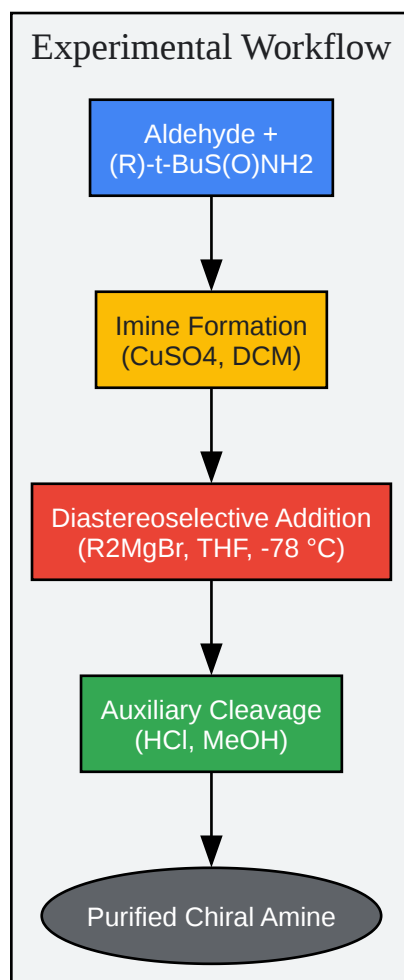 Experimental Workflow
Aldehyde +
(R)-t-BuS(O)NH2
Imine Formation
(CuSO4, DCM)
Diastereoselective Addition
(R2MgBr, THF, -78 °C)
Auxiliary Cleavage
(HCl, MeOH)
Purified Chiral Amine